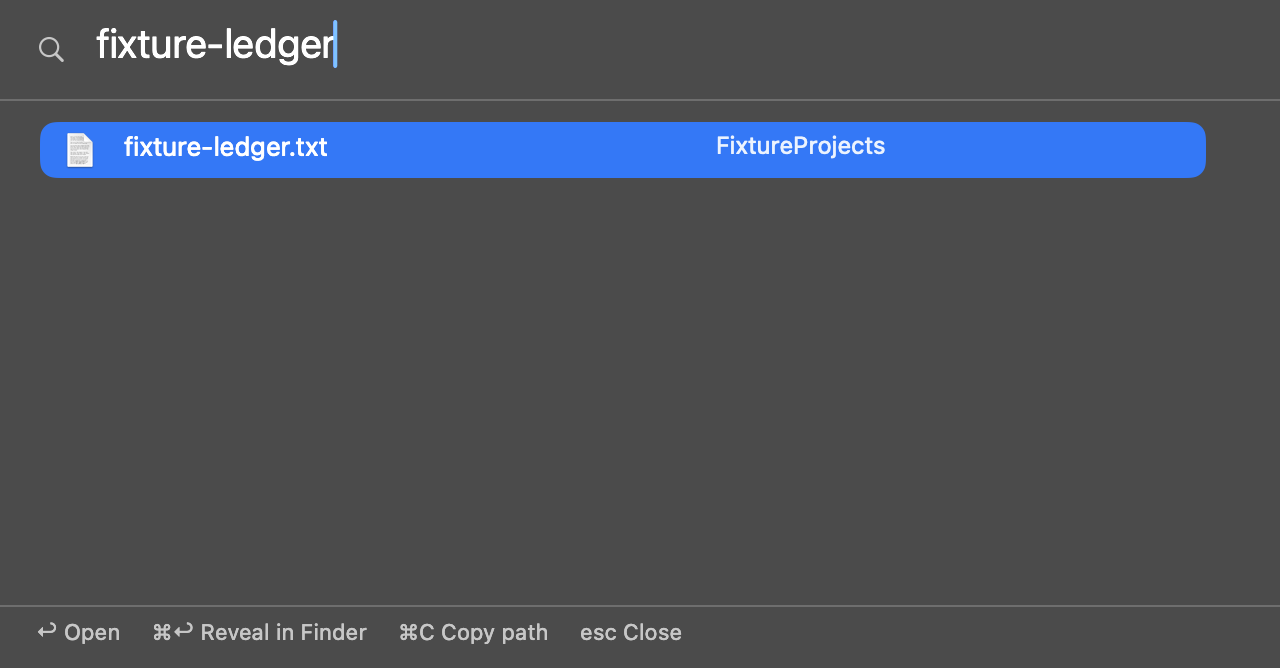 fixture-ledger
fixture-ledger.txt FixtureProjects
↩ Open ⌘↩ Reveal in Finder ⌘C Copy path esc Close